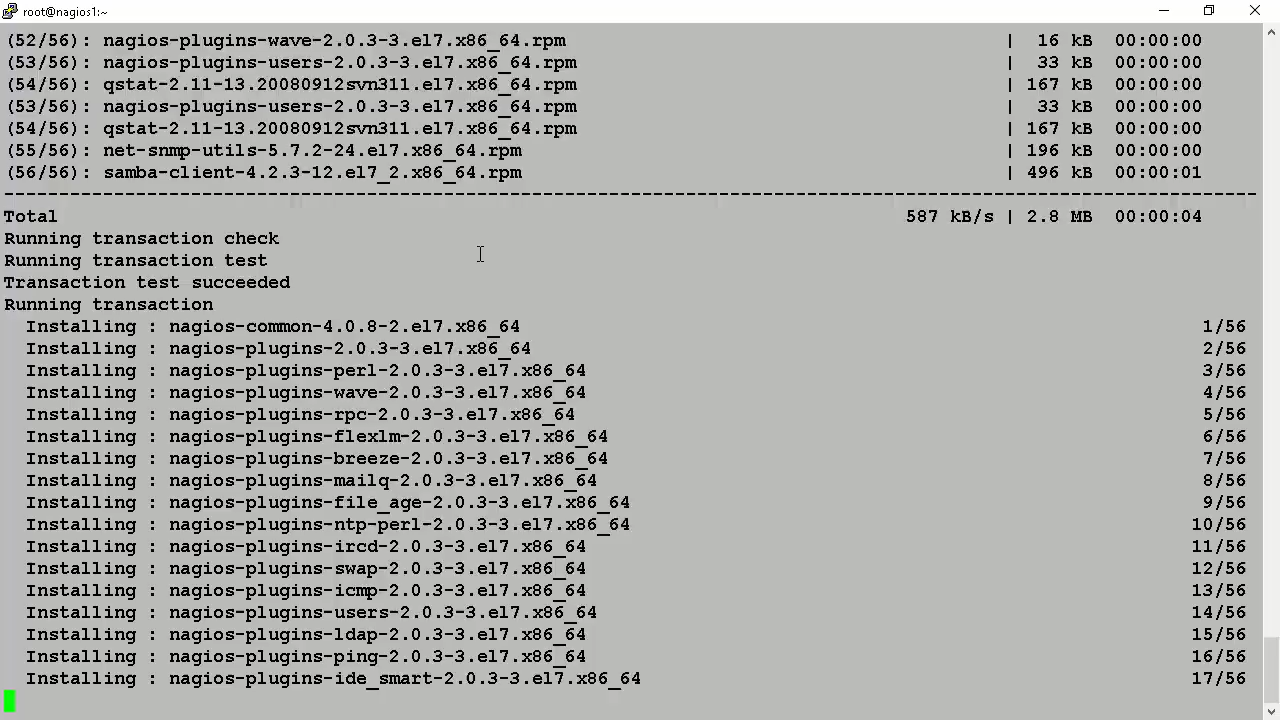 root@nagios1:~
(52/56): nagios-plugins-wave-2.0.3-3.el7.x86_64.rpm | 16 kB 00:00:00
(53/56): nagios-plugins-users-2.0.3-3.el7.x86_64.rpm | 33 kB 00:00:00
(54/56): qstat-2.11-13.20080912svn311.el7.x86_64.rpm | 167 kB 00:00:00
(53/56): nagios-plugins-users-2.0.3-3.el7.x86_64.rpm | 33 kB 00:00:00
(54/56): qstat-2.11-13.20080912svn311.el7.x86_64.rpm | 167 kB 00:00:00
(55/56): net-snmp-utils-5.7.2-24.el7.x86_64.rpm | 196 kB 00:00:00
(56/56): samba-client-4.2.3-12.el7_2.x86_64.rpm | 496 kB 00:00:01
------------------------------------------------------------------------------------------------------------------
Total 587 kB/s | 2.8 MB 00:00:04
Running transaction check
Running transaction test
Transaction test succeeded
Running transaction
Installing : nagios-common-4.0.8-2.el7.x86_64 1/56
Installing : nagios-plugins-2.0.3-3.el7.x86_64 2/56
Installing : nagios-plugins-perl-2.0.3-3.el7.x86_64 3/56
Installing : nagios-plugins-wave-2.0.3-3.el7.x86_64 4/56
Installing : nagios-plugins-rpc-2.0.3-3.el7.x86_64 5/56
Installing : nagios-plugins-flexlm-2.0.3-3.el7.x86_64 6/56
Installing : nagios-plugins-breeze-2.0.3-3.el7.x86_64 7/56
Installing : nagios-plugins-mailq-2.0.3-3.el7.x86_64 8/56
Installing : nagios-plugins-file_age-2.0.3-3.el7.x86_64 9/56
Installing : nagios-plugins-ntp-perl-2.0.3-3.el7.x86_64 10/56
Installing : nagios-plugins-ircd-2.0.3-3.el7.x86_64 11/56
Installing : nagios-plugins-swap-2.0.3-3.el7.x86_64 12/56
Installing : nagios-plugins-icmp-2.0.3-3.el7.x86_64 13/56
Installing : nagios-plugins-users-2.0.3-3.el7.x86_64 14/56
Installing : nagios-plugins-ldap-2.0.3-3.el7.x86_64 15/56
Installing : nagios-plugins-ping-2.0.3-3.el7.x86_64 16/56
Installing : nagios-plugins-ide_smart-2.0.3-3.el7.x86_64 17/56